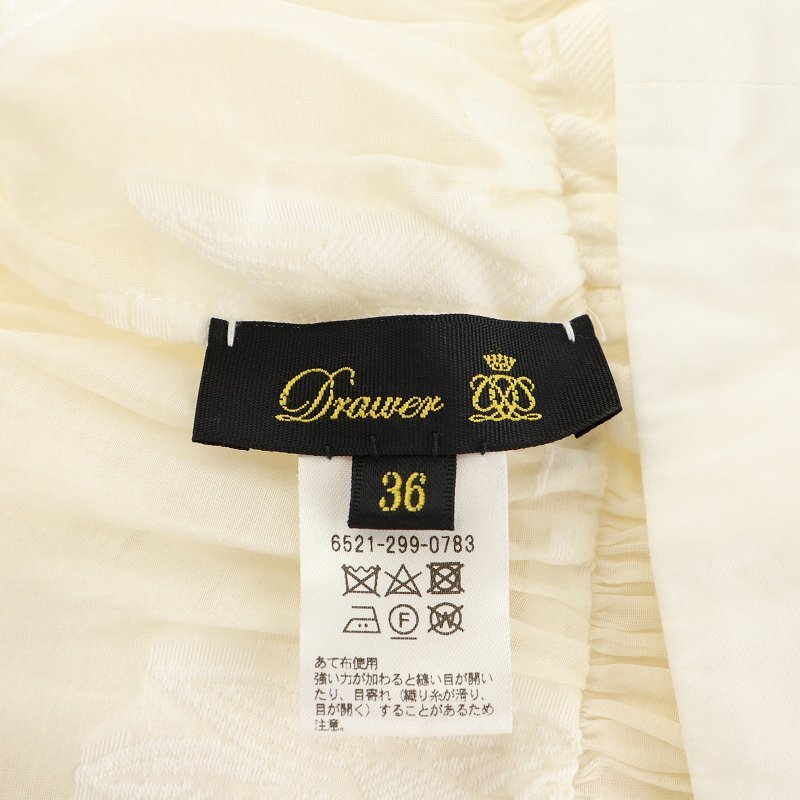 Drawer
36
6521-299-0783
F
W
あて布使用
強い力が加わると縫い目が開い
たり、目寄れ（織り糸が滑り、
目が開く）することがあるため
注意。